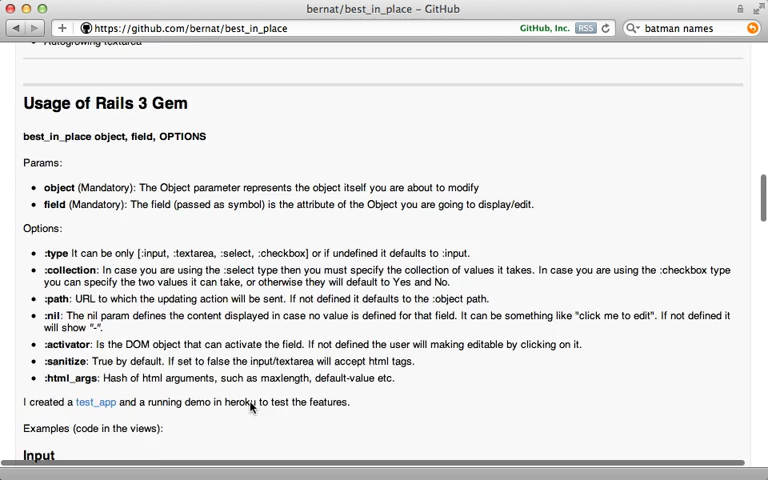 bernat/best_in_place – GitHub
https://github.com/bernat/best_in_place
GitHub, Inc.
RSS
batman names
Autogrowing textarea
Usage of Rails 3 Gem
best_in_place object, field, OPTIONS
Params:
object (Mandatory): The Object parameter represents the object itself you are about to modify
field (Mandatory): The field (passed as symbol) is the attribute of the Object you are going to display/edit.
Options:
:type It can be only [:input, :textarea, :select, :checkbox] or if undefined it defaults to :input.
:collection: In case you are using the :select type then you must specify the collection of values it takes. In case you are using the :checkbox type
you can specify the two values it can take, or otherwise they will default to Yes and No.
:path: URL to which the updating action will be sent. If not defined it defaults to the :object path.
:nil: The nil param defines the content displayed in case no value is defined for that field. It can be something like "click me to edit". If not defined it
will show "-".
:activator: Is the DOM object that can activate the field. If not defined the user will making editable by clicking on it.
:sanitize: True by default. If set to false the input/textarea will accept html tags.
:html_args: Hash of html arguments, such as maxlength, default-value etc.
I created a test_app and a running demo in heroku to test the features.
Examples (code in the views):
Input